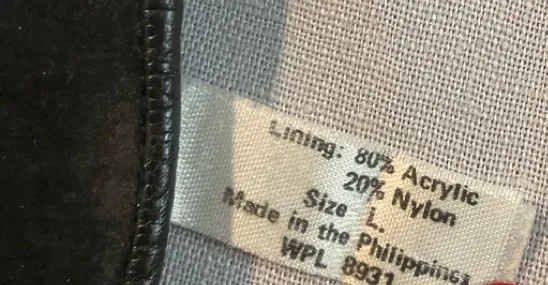 Lining: 80% Acrylic
20% Nylon
Size L.
Made in the Philippines
WPL 8931